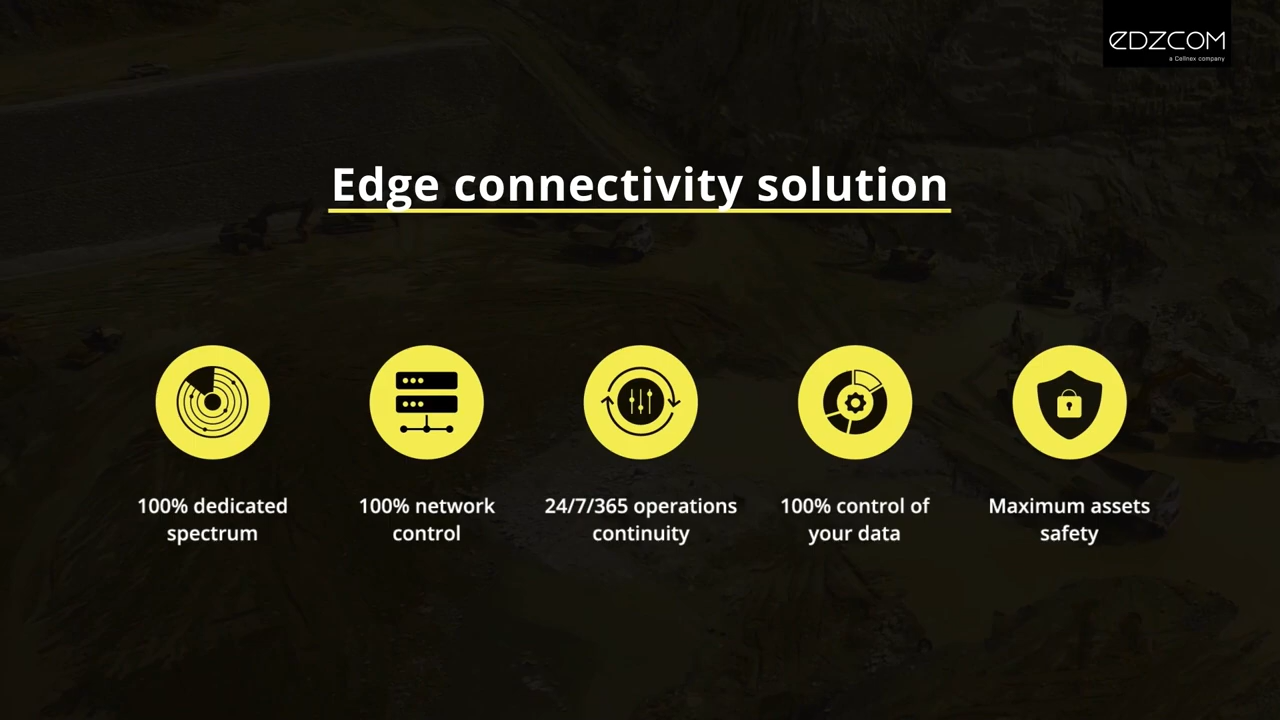 EDZCOM
a Cellnex company
Edge connectivity solution
100% dedicated
spectrum
100% network
control
24/7/365 operations
continuity
100% control of
your data
Maximum assets
safety